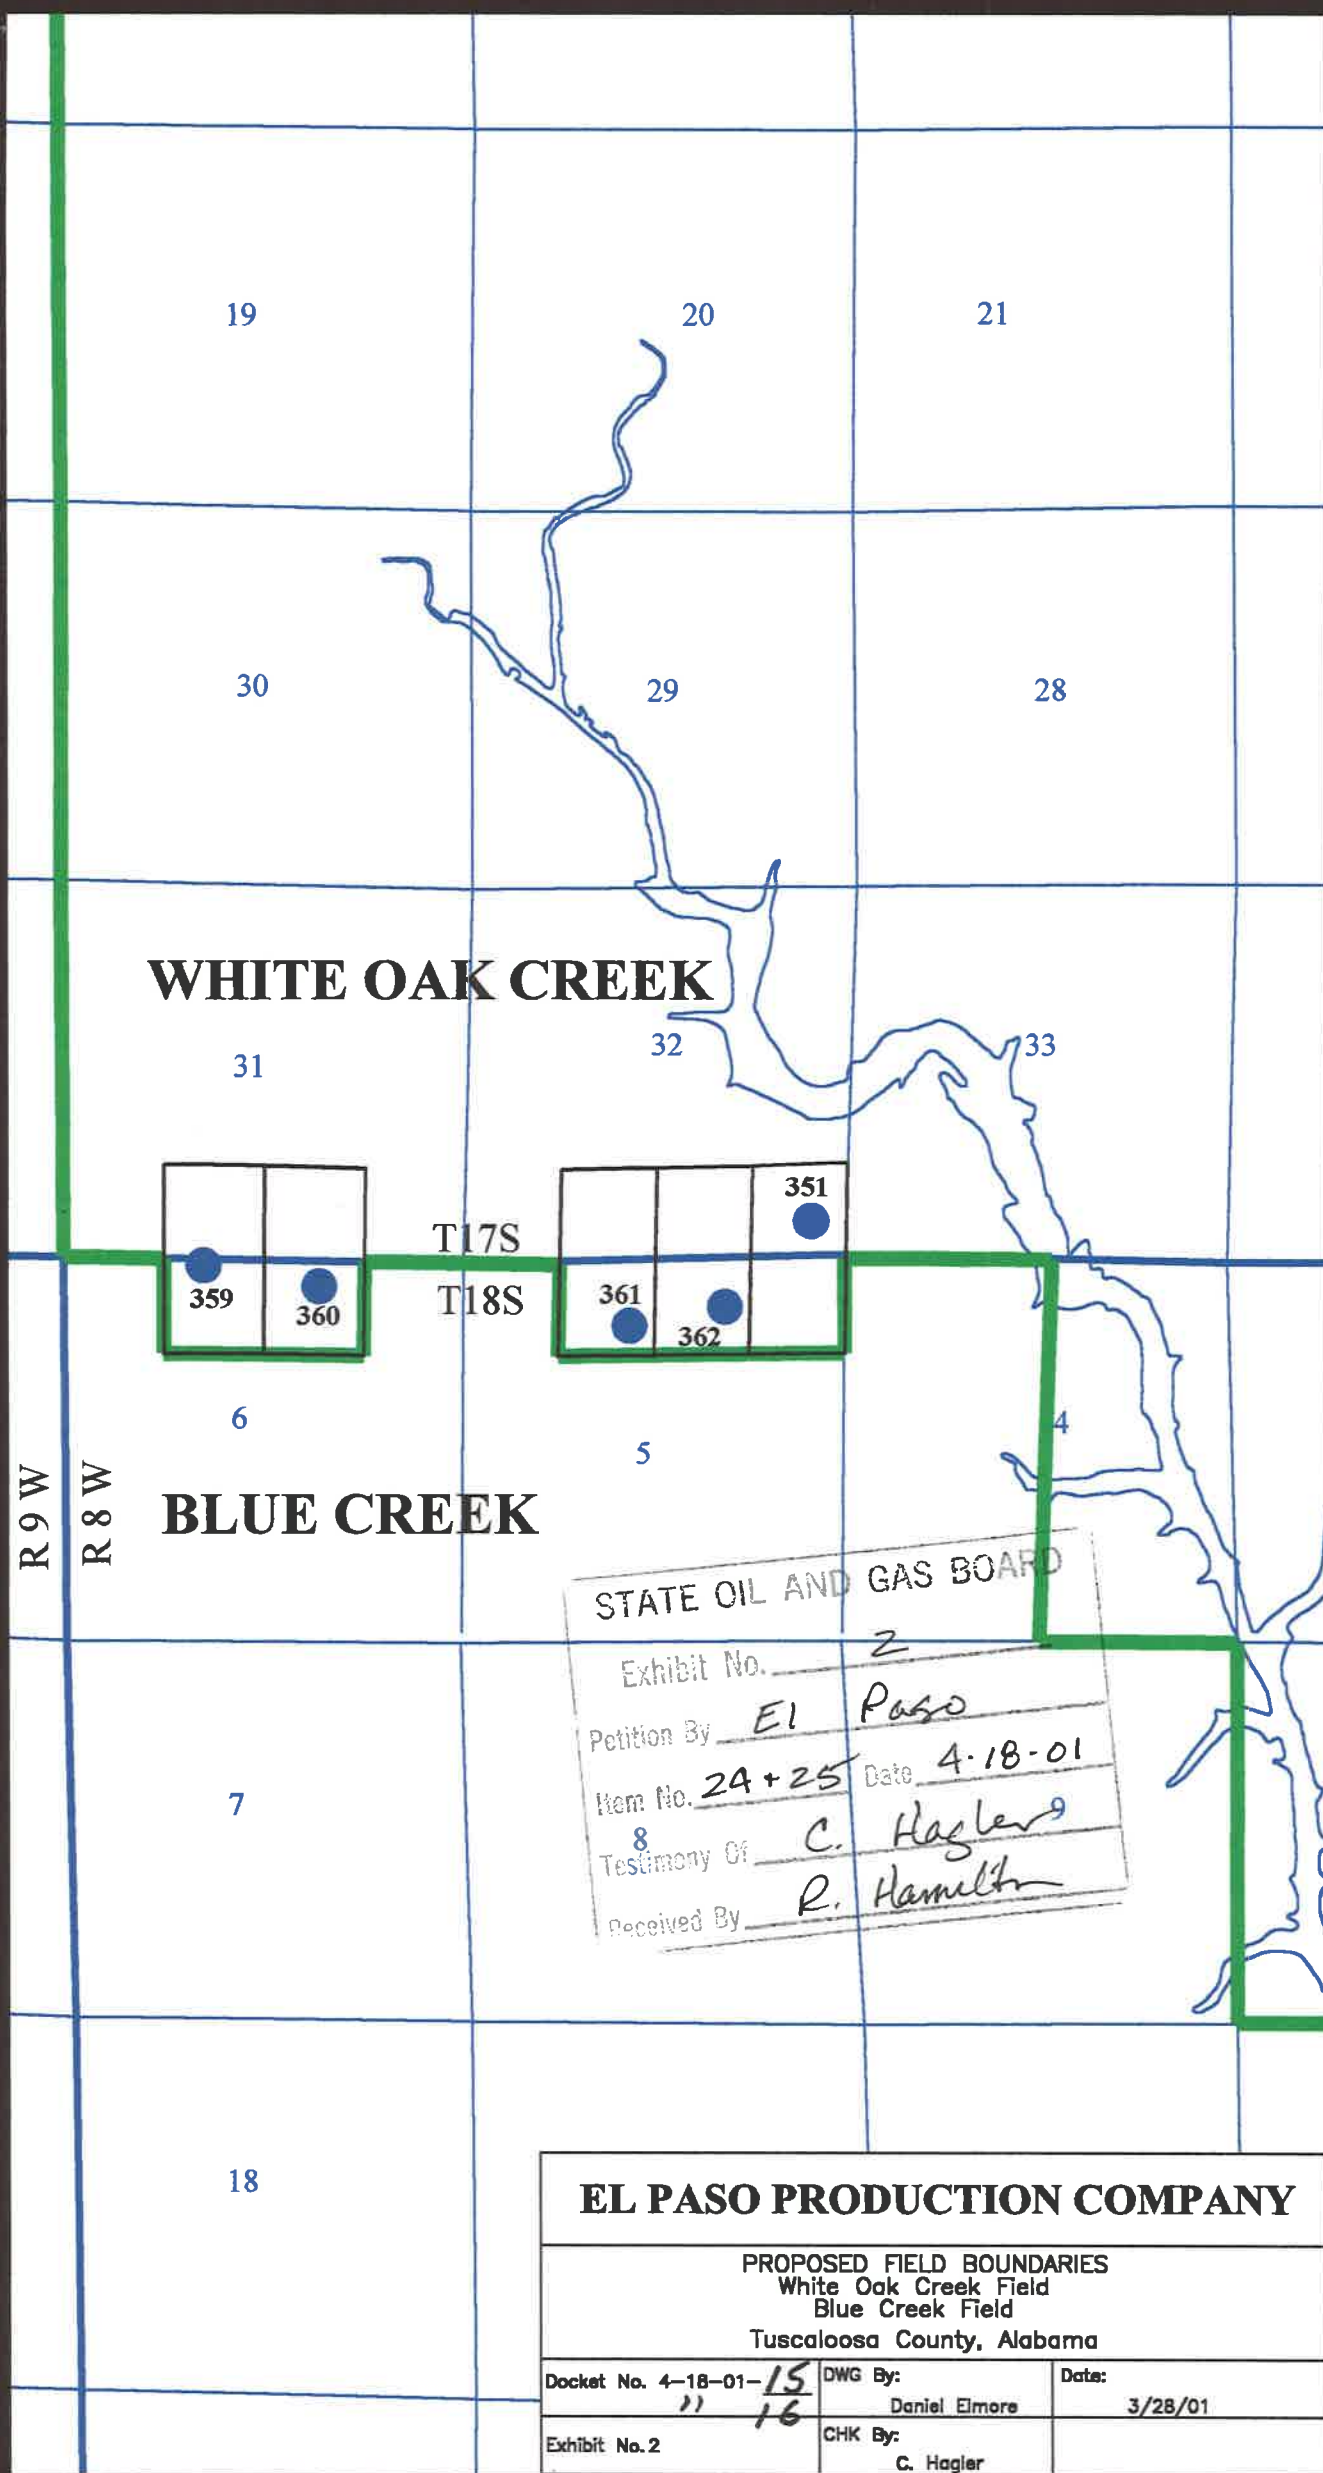 19
20
21
30
29
28
WHITE OAK CREEK
31
32
33
351
T17S
T18S
359
360
361
362
6
5
4
R 9 W
R 8 W
BLUE CREEK
STATE OIL AND GAS BOARD
Exhibit No. 2
Petition By El Paso
Item No. 24 + 25 Date 4-18-01
Testimony Of C. Hagler
Received By R. Hamilton
7
8
9
18
EL PASO PRODUCTION COMPANY
PROPOSED FIELD BOUNDARIES
White Oak Creek Field
Blue Creek Field
Tuscaloosa County, Alabama
Docket No. 4-18-01-15
" 16
DWG By:
Daniel Elmore
Date:
3/28/01
Exhibit No. 2
CHK By:
C. Hagler